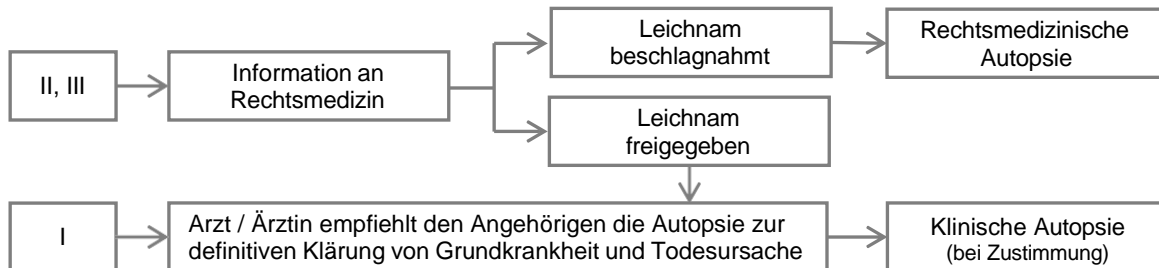 II, III
Information an
Rechtsmedizin
Leichnam
beschlagnahmt
Rechtsmedizinische
Autopsie
Leichnam
freigegeben
I
Arzt / Ärztin empfiehlt den Angehörigen die Autopsie zur
definitiven Klärung von Grundkrankheit und Todesursache
Klinische Autopsie
(bei Zustimmung)